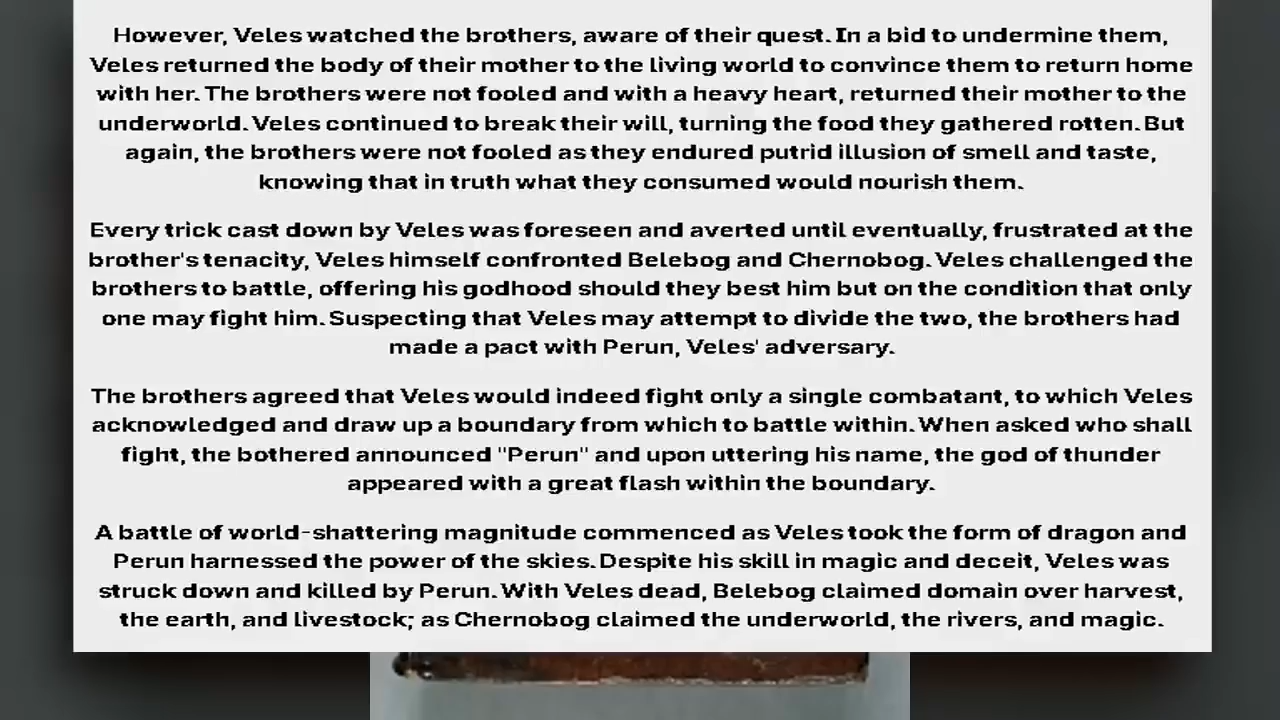 However, Veles watched the brothers, aware of their quest. In a bid to undermine them,
Veles returned the body of their mother to the living world to convince them to return home
with her. The brothers were not fooled and with a heavy heart, returned their mother to the
underworld. Veles continued to break their will, turning the food they gathered rotten. But
again, the brothers were not fooled as they endured putrid illusion of smell and taste,
knowing that in truth what they consumed would nourish them.
Every trick cast down by Veles was foreseen and averted until eventually, frustrated at the
brother's tenacity, Veles himself confronted Belebog and Chernobog. Veles challenged the
brothers to battle, offering his godhood should they best him but on the condition that only
one may fight him. Suspecting that Veles may attempt to divide the two, the brothers had
made a pact with Perun, Veles' adversary.
The brothers agreed that Veles would indeed fight only a single combatant, to which Veles
acknowledged and draw up a boundary from which to battle within. When asked who shall
fight, the bothered announced "Perun" and upon uttering his name, the god of thunder
appeared with a great flash within the boundary.
A battle of world-shattering magnitude commenced as Veles took the form of dragon and
Perun harnessed the power of the skies. Despite his skill in magic and deceit, Veles was
struck down and killed by Perun. With Veles dead, Belebog claimed domain over harvest,
the earth, and livestock; as Chernobog claimed the underworld, the rivers, and magic.